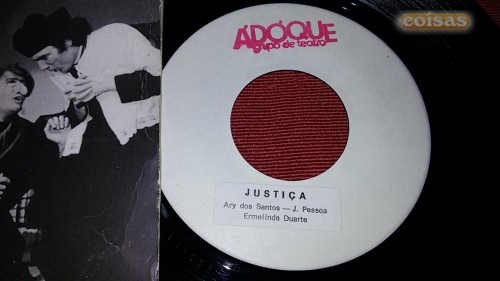 coisas
ÁDÓQUE
grupo de teatro
JUSTIÇA
Ary dos Santos — J. Pessoa
Ermelinda Duarte